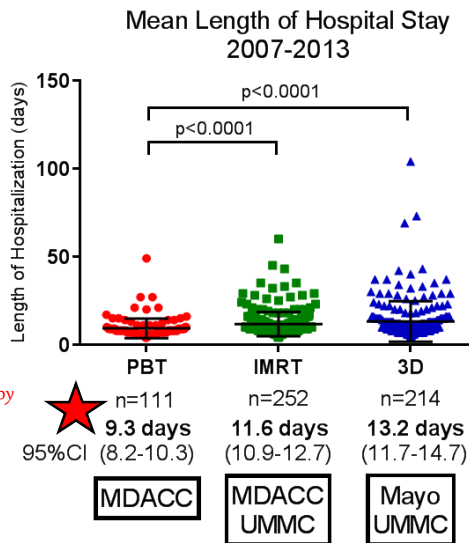 Mean Length of Hospital Stay
2007-2013
Length of Hospitalization (days)
150
100
50
0
p<0.0001
p<0.0001
PBT IMRT 3D
by
n=111 n=252 n=214
9.3 days 11.6 days 13.2 days
95%CI (8.2-10.3) (10.9-12.7) (11.7-14.7)
MDACC
MDACC
UMMC
Mayo
UMMC